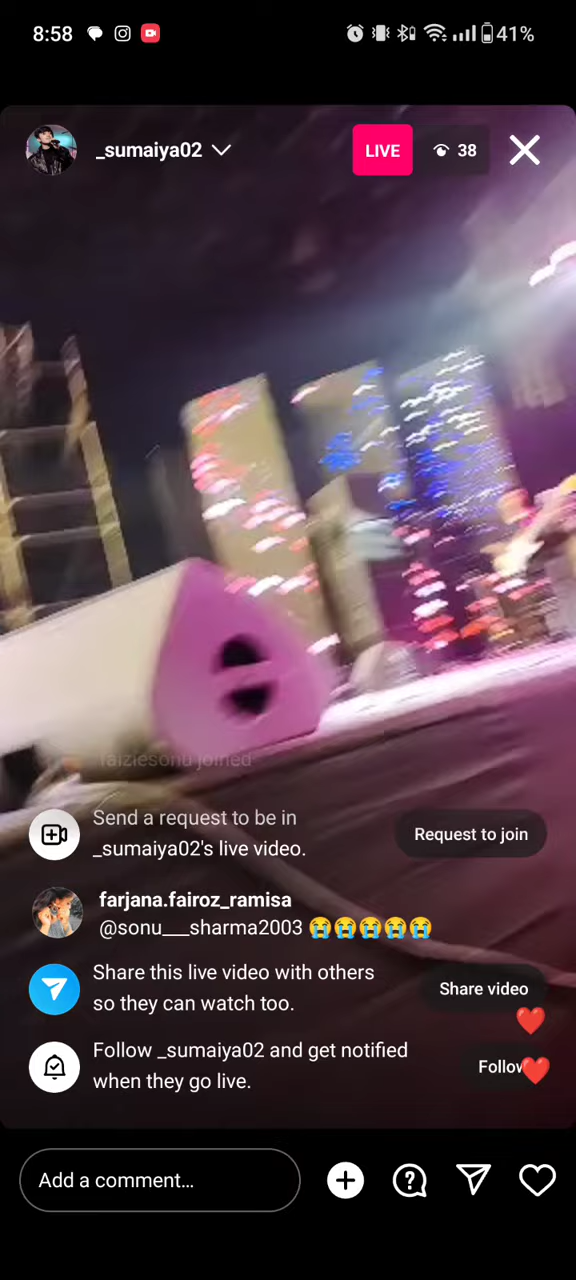 8:58
41%
_sumaiya02
LIVE
38
faiziesonu joined
Send a request to be in
_sumaiya02's live video.
Request to join
farjana.fairoz_ramisa
@sonu___sharma2003 😭😭😭😭😭
Share this live video with others
so they can watch too.
Share video
Follow _sumaiya02 and get notified
when they go live.
Follow
Add a comment...